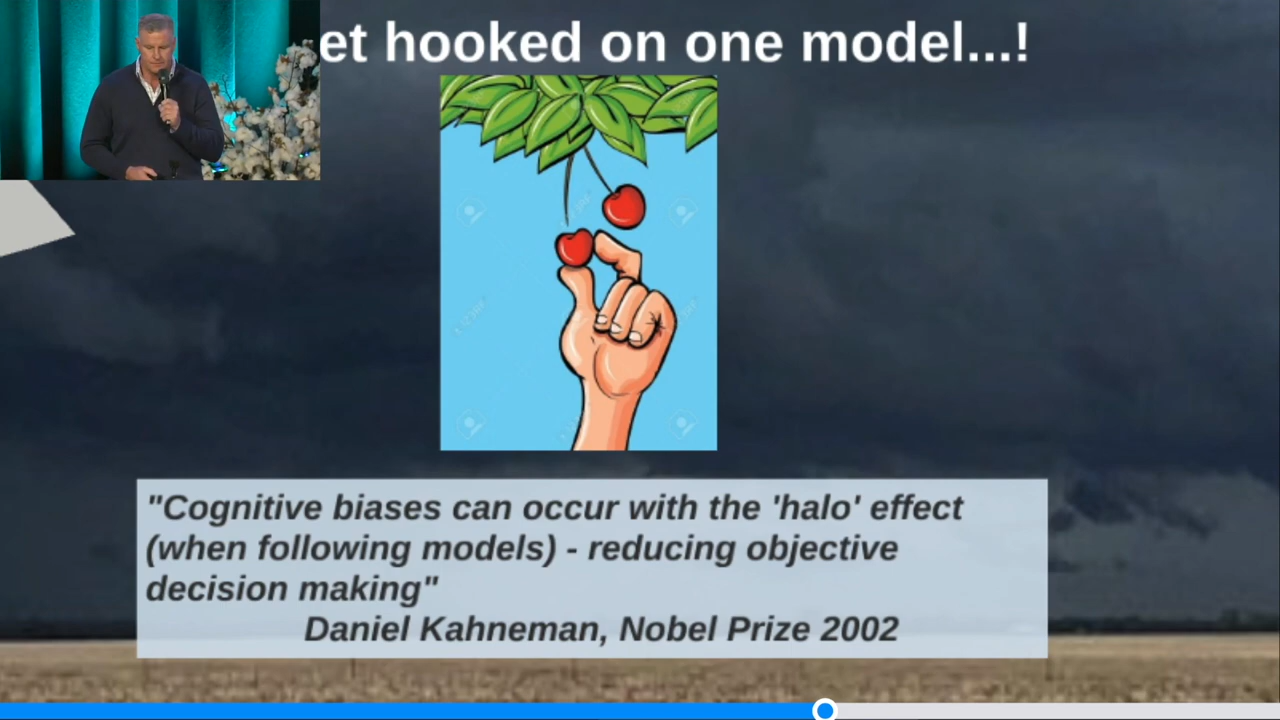 et hooked on one model...!
"Cognitive biases can occur with the 'halo' effect
(when following models) - reducing objective
decision making"
Daniel Kahneman, Nobel Prize 2002